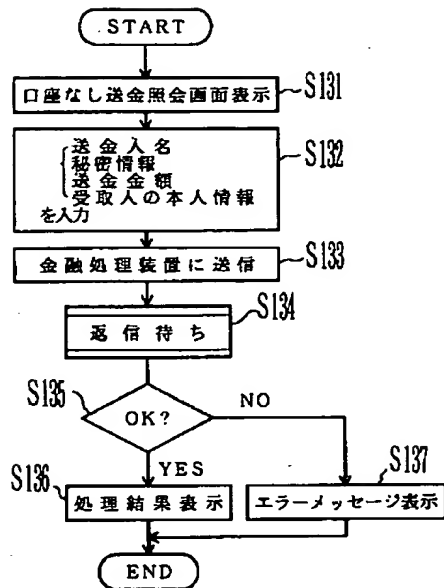 START
口座なし送金照会画面表示
S131
送金人名
秘密情報
送金金額
受取人の本人情報
を入力
S132
金融処理装置に送信
S133
返信待ち
S134
OK?
S135
NO
YES
処理結果表示
S136
エラーメッセージ表示
S137
END